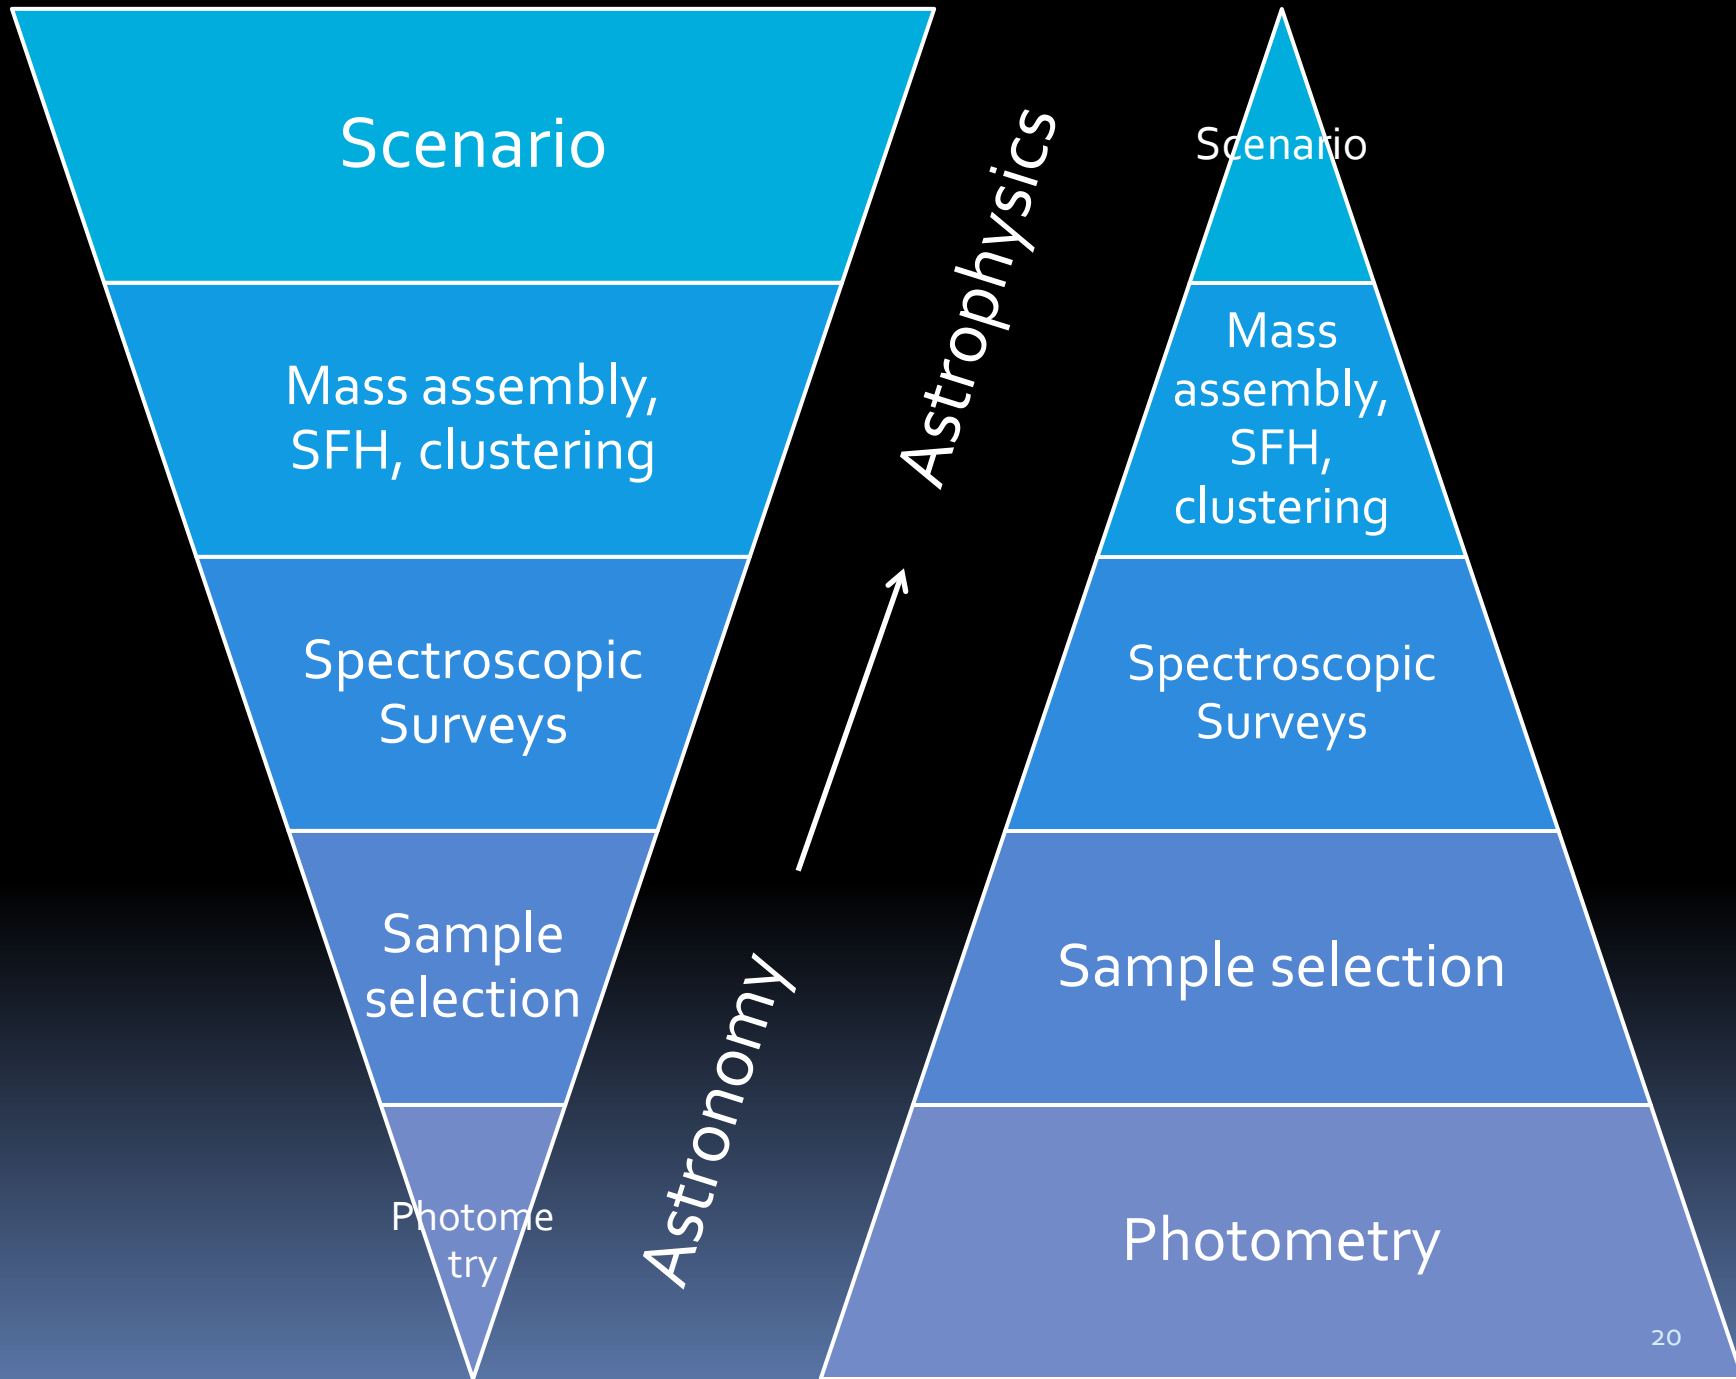 Scenario
Mass assembly,
SFH, clustering
Spectroscopic
Surveys
Sample
selection
Photome
try
Astronomy
Astrophysics
Scenario
Mass
assembly,
SFH,
clustering
Spectroscopic
Surveys
Sample selection
Photometry
20